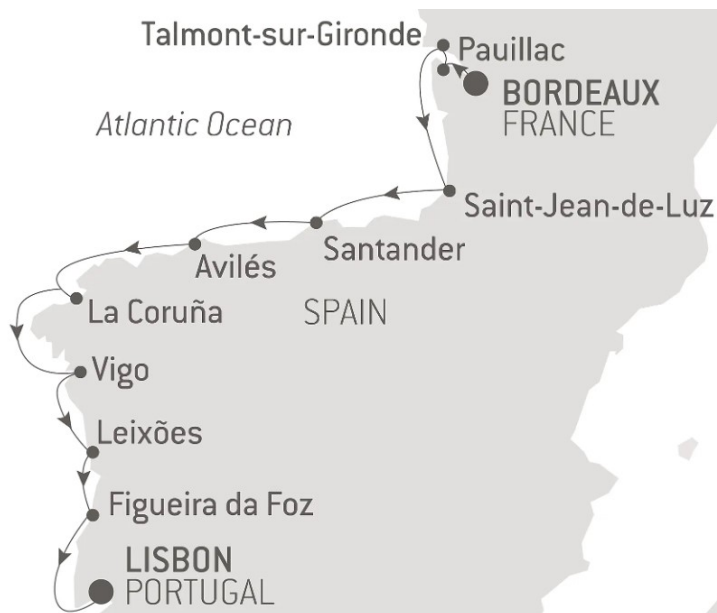 Talmont-sur-Gironde
Pauillac
BORDEAUX
FRANCE
Atlantic Ocean
Saint-Jean-de-Luz
Santander
Avilés
La Coruña
SPAIN
Vigo
Leixões
Figueira da Foz
LISBON
PORTUGAL